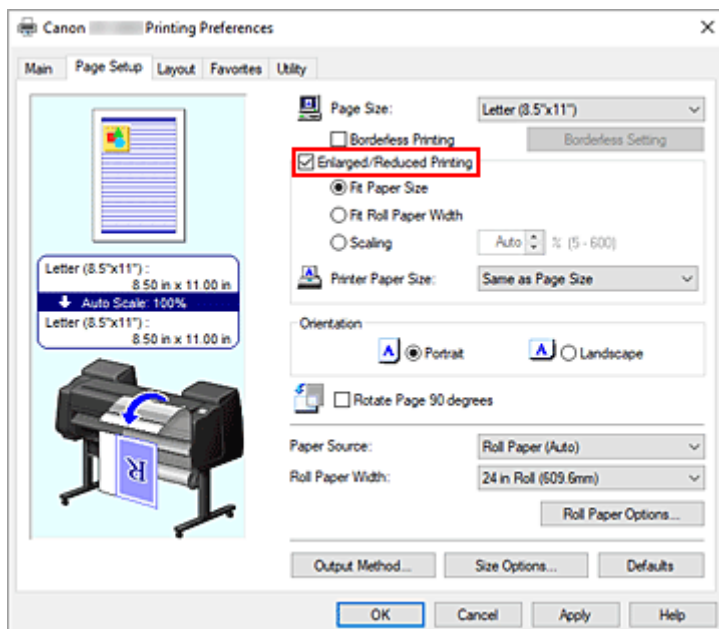 Canon Printing Preferences
Main Page Setup Layout Favorites Utility
Page Size: Letter (8.5"x11")
Borderless Printing Borderless Setting
Enlarged/Reduced Printing
Fit Paper Size
Fit Roll Paper Width
Scaling Auto % (5 - 600)
Printer Paper Size: Same as Page Size
Letter (8.5"x11") :
8.50 in x 11.00 in
Auto Scale: 100%
Letter (8.5"x11") :
8.50 in x 11.00 in
Orientation
A Portrait A Landscape
Rotate Page 90 degrees
R
Paper Source: Roll Paper (Auto)
Roll Paper Width: 24 in Roll (609.6mm)
Roll Paper Options...
Output Method... Size Options... Defaults
OK Cancel Apply Help